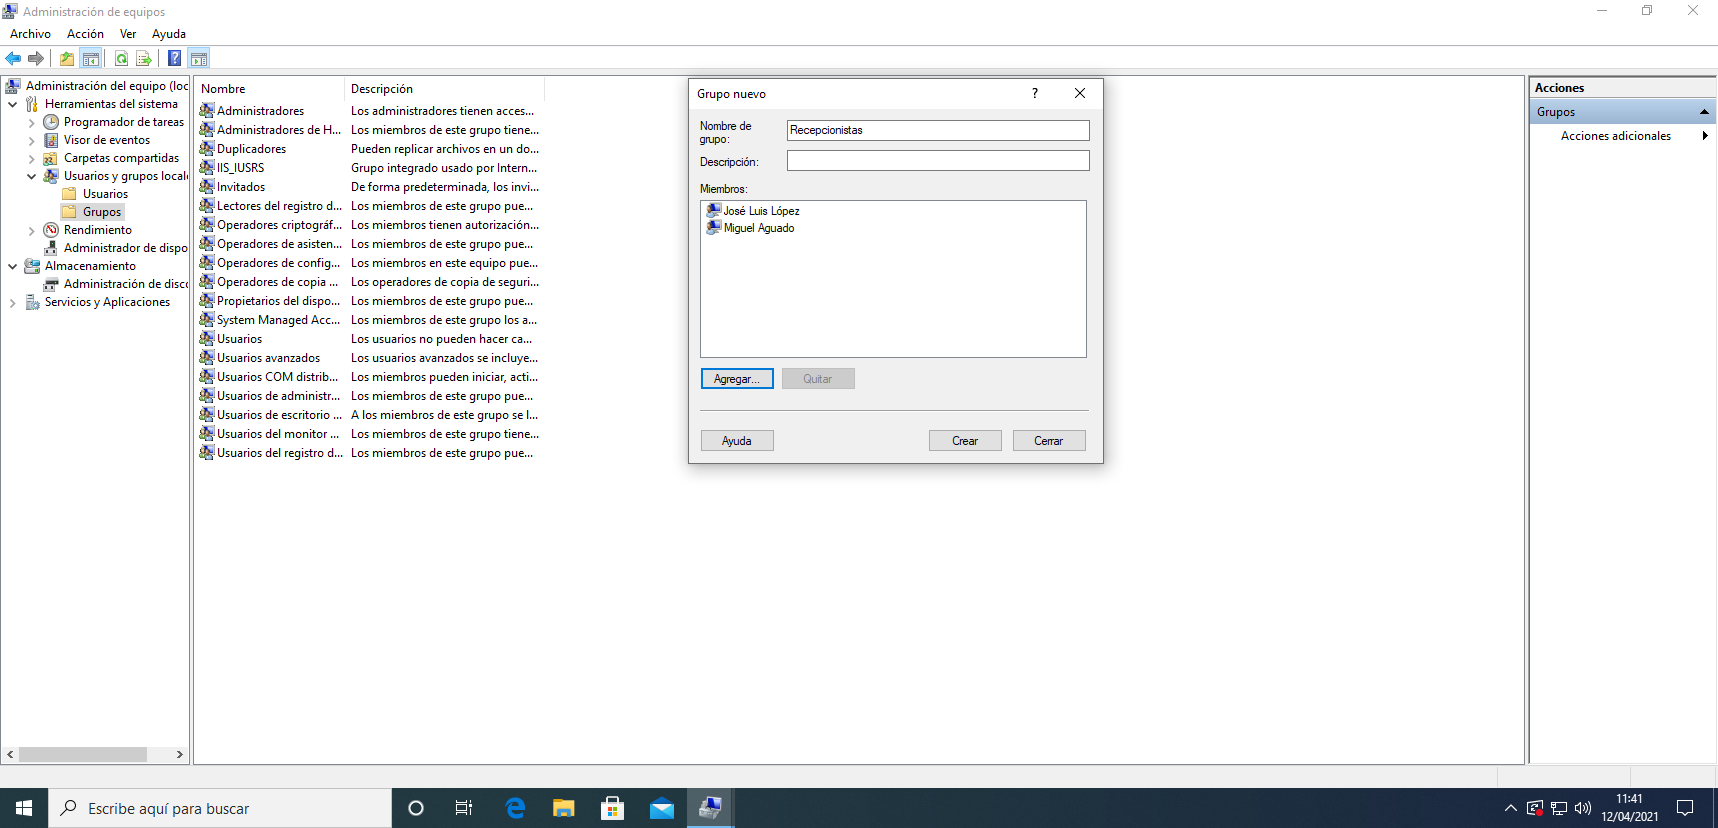 Administración de equipos
Archivo Acción Ver Ayuda
Administración del equipo (loc
Herramientas del sistema
Programador de tareas
Visor de eventos
Carpetas compartidas
Usuarios y grupos locale
Usuarios
Grupos
Rendimiento
Administrador de dispo
Almacenamiento
Administración de disco
Servicios y Aplicaciones
Nombre Descripción
Administradores Los administradores tienen acces...
Administradores de H... Los miembros de este grupo tiene...
Duplicadores Pueden replicar archivos en un do...
IIS_IUSRS Grupo integrado usado por Intern...
Invitados De forma predeterminada, los invi...
Lectores del registro d... Los miembros de este grupo pue...
Operadores criptográf... Los miembros tienen autorización...
Operadores de asisten... Los miembros de este grupo pue...
Operadores de config... Los miembros en este equipo pue...
Operadores de copia ... Los operadores de copia de seguri...
Propietarios del dispo... Los miembros de este grupo pue...
System Managed Acc... Los miembros de este grupo los a...
Usuarios Los usuarios no pueden hacer ca...
Usuarios avanzados Los usuarios avanzados se incluye...
Usuarios COM distrib... Los miembros pueden iniciar, acti...
Usuarios de administr... Los miembros de este grupo pue...
Usuarios de escritorio ... A los miembros de este grupo se l...
Usuarios del monitor ... Los miembros de este grupo tiene...
Usuarios del registro d... Los miembros de este grupo pue...
Grupo nuevo ?
Nombre de
grupo: Recepcionistas
Descripción:
Miembros:
José Luis López
Miguel Aguado
Agregar... Quitar
Ayuda Crear Cerrar
Acciones
Grupos
Acciones adicionales
Escribe aquí para buscar
11:41
12/04/2021